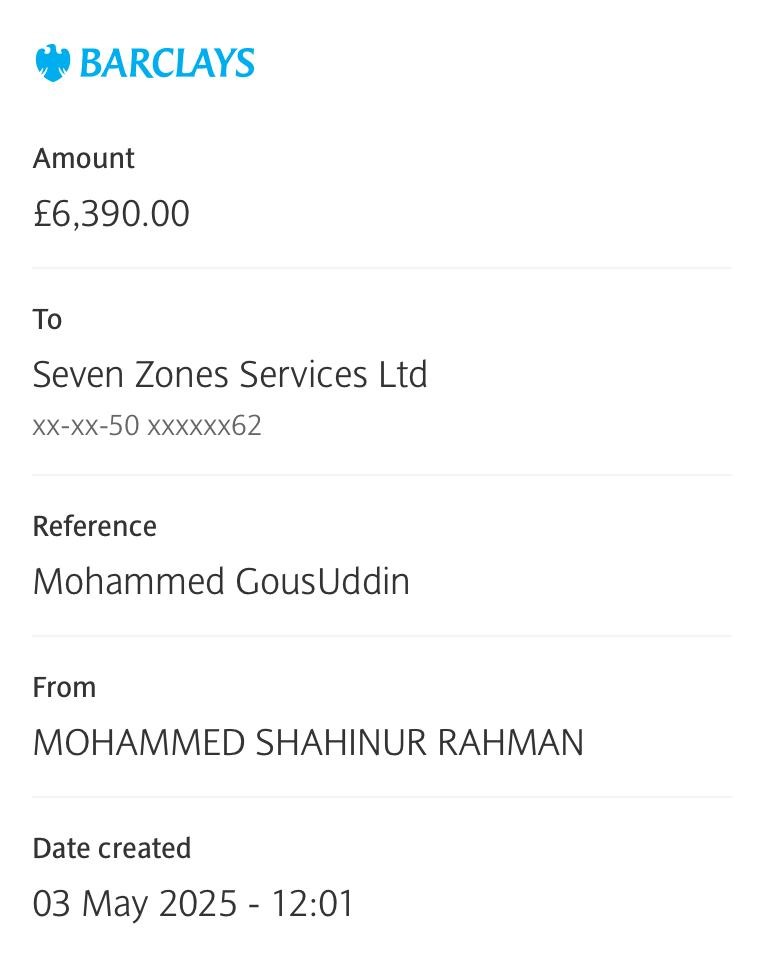 BARCLAYS
Amount
£6,390.00
To
Seven Zones Services Ltd
xx-xx-50 xxxxxx62
Reference
Mohammed GousUddin
From
MOHAMMED SHAHINUR RAHMAN
Date created
03 May 2025 - 12:01